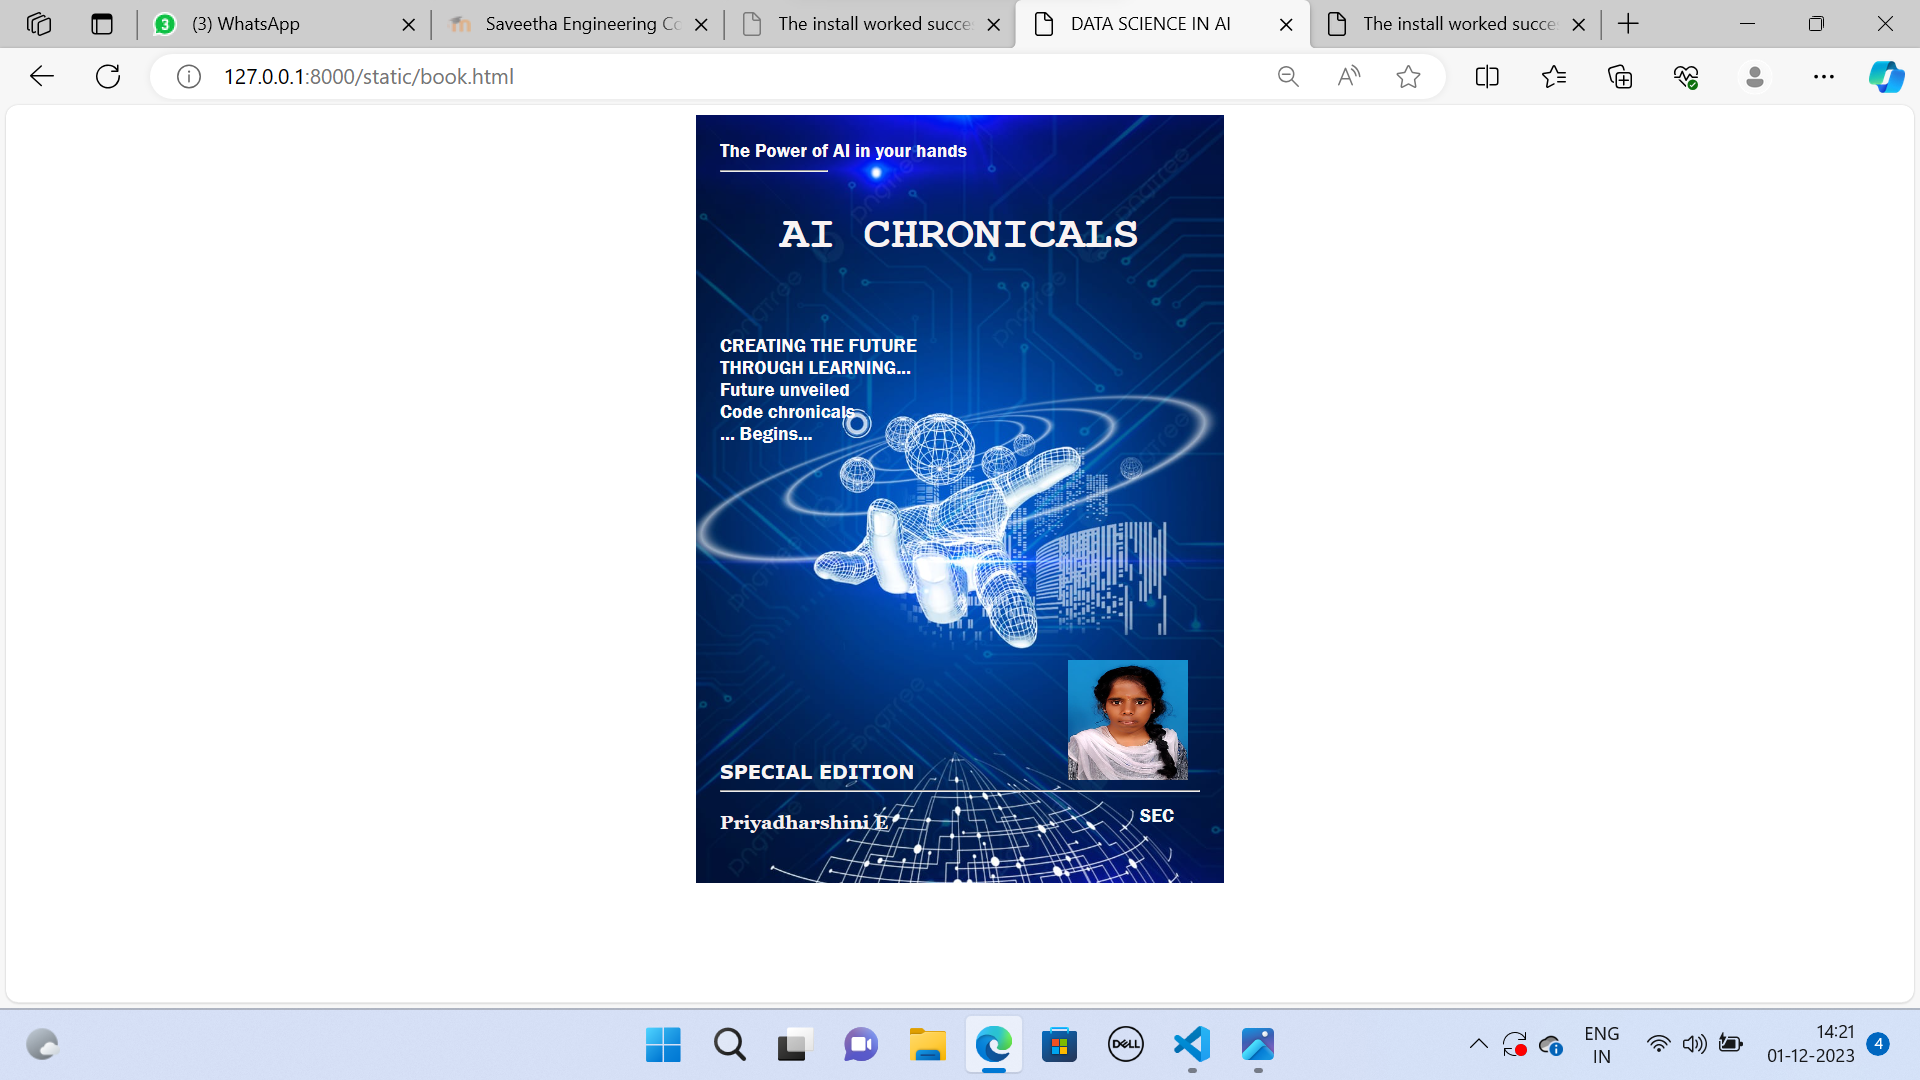 (3) WhatsApp
Saveetha Engineering Co
The install worked succe
DATA SCIENCE IN AI
The install worked succe
127.0.0.1:8000/static/book.html
The Power of AI in your hands
AI CHRONICALS
CREATING THE FUTURE
THROUGH LEARNING...
Future unveiled
Code chronicals
... Begins...
SPECIAL EDITION
Priyadharshini E
SEC
DELL
ENG
IN
14:21
01-12-2023
4